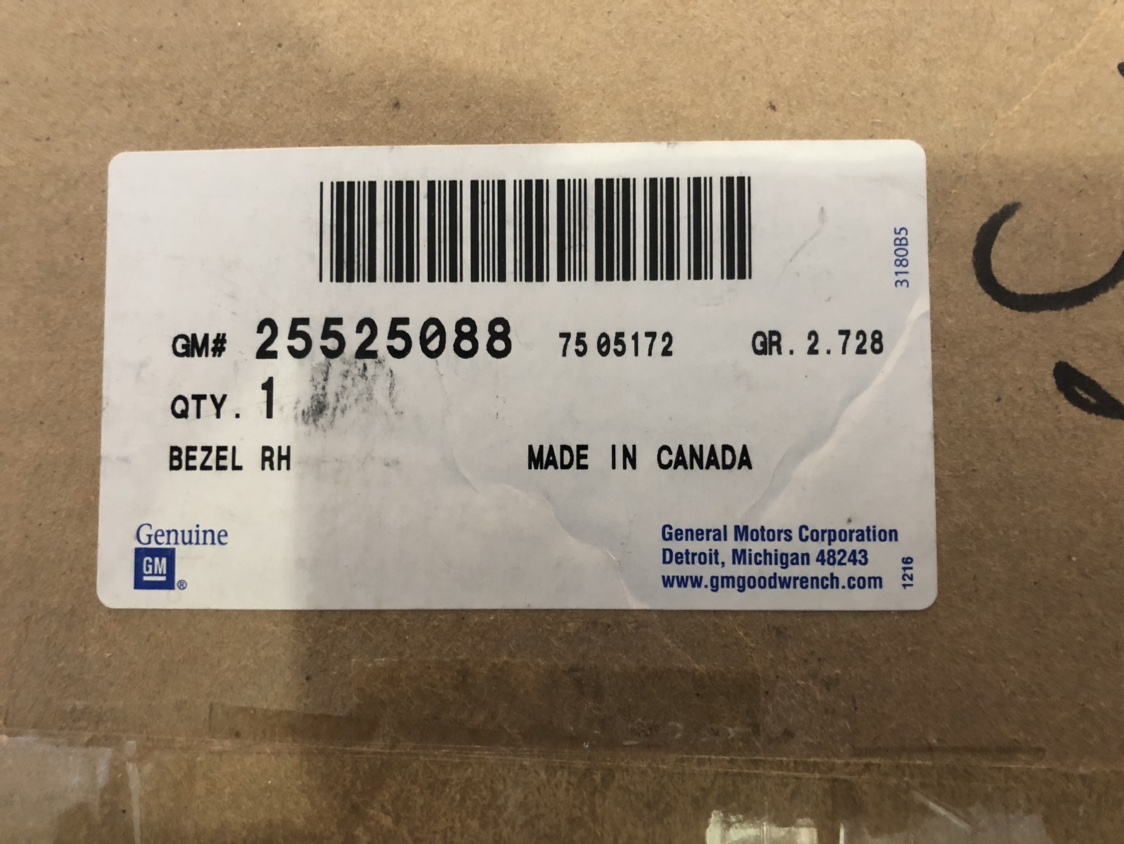 3180B5
GM# 25525088 75 05172 GR. 2.728
QTY. 1
BEZEL RH MADE IN CANADA
Genuine
GM®
General Motors Corporation
Detroit, Michigan 48243
www.gmgoodwrench.com
1216